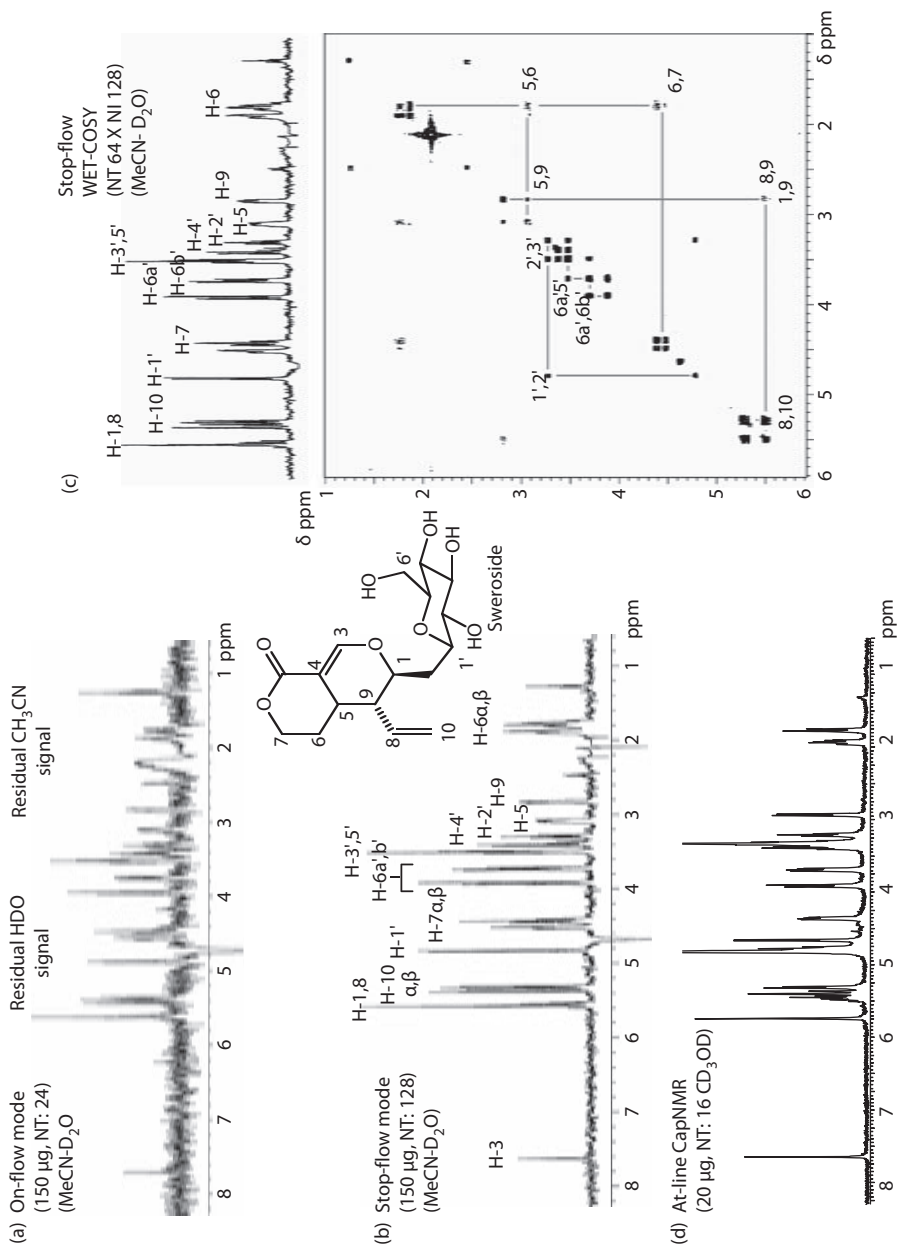 (a) On-flow mode
(150 µg, NT: 24)
(MeCN-D₂O
Residual HDO
signal
Residual CH₃CN
signal
8
7
6
5
4
3
2
1 ppm
(b) Stop-flow mode
(150 µg, NT: 128)
(MeCN-D₂O)
H-3
H-1,8
H-10
α,β
H-1'
H-7α,β
H-6a',b'
H-3',5'
H-4'
H-2'
H-5
H-9
H-6α,β
8
7
6
5
4
3
2
1
ppm
O
O
7
6
5
4
3
O
1
9
8
10
1'
O
HO
6'
OH
OH
HO
Sweroside
(d) At-line CapNMR
(20 µg, NT: 16 CD₃OD)
8
7
6
5
4
3
2
1
ppm
(c)
Stop-flow
WET-COSY
(NT 64 X NI 128)
(MeCN- D₂O)
H-1,8
H-10
H-1'
H-7
H-6a'
H-6b'
H-3',5'
H-4'
H-2'
H-5
H-9
H-6
δ ppm
1
2
3
4
5
6
5,6
6,7
5,9
8,9
1,9
2',3'
6a',5'
6a',6b'
1',2'
8,10
6
5
4
3
2
δ ppm